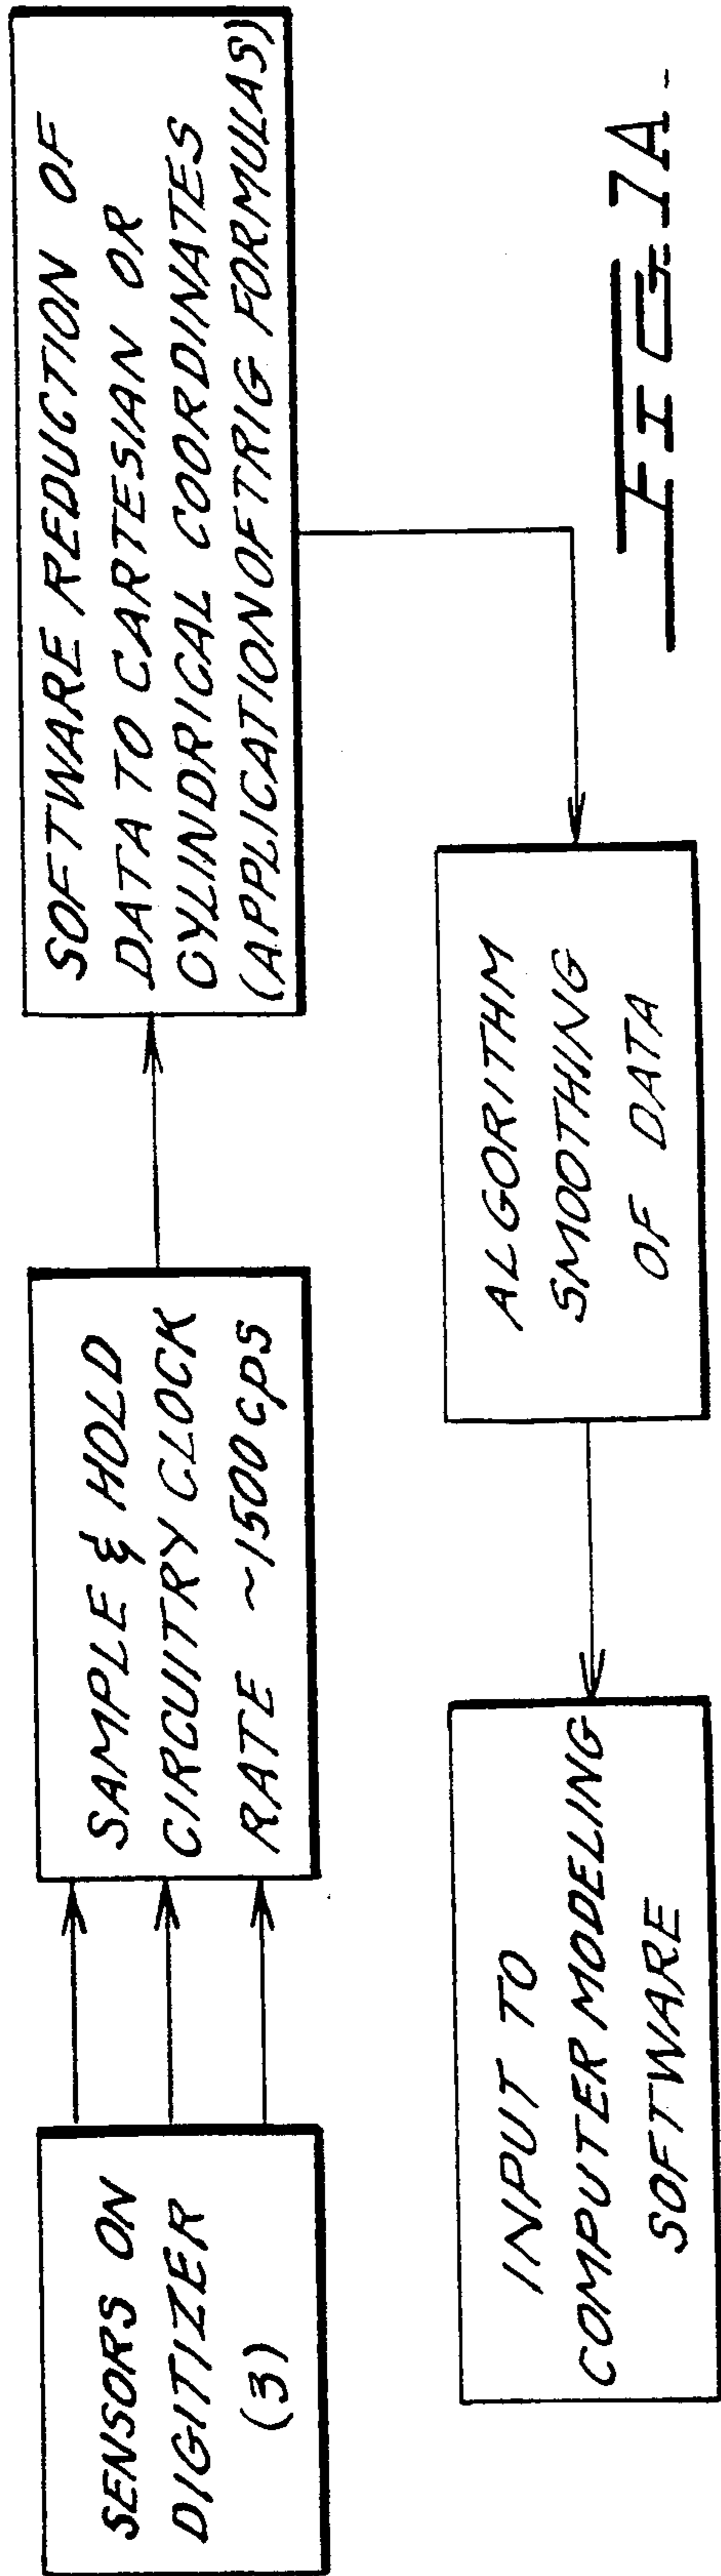 SENSORS ON
DIGITIZER
(3)
SAMPLE & HOLD
CIRCUITRY CLOCK
RATE ~1500 cps
SOFTWARE REDUCTION OF
DATA TO CARTESIAN OR
CYLINDRICAL COORDINATES
(APPLICATION OF TRIG FORMULAS)
ALGORITHM
SMOOTHING
OF DATA
INPUT TO
COMPUTER MODELING
SOFTWARE
FIG. 7A.